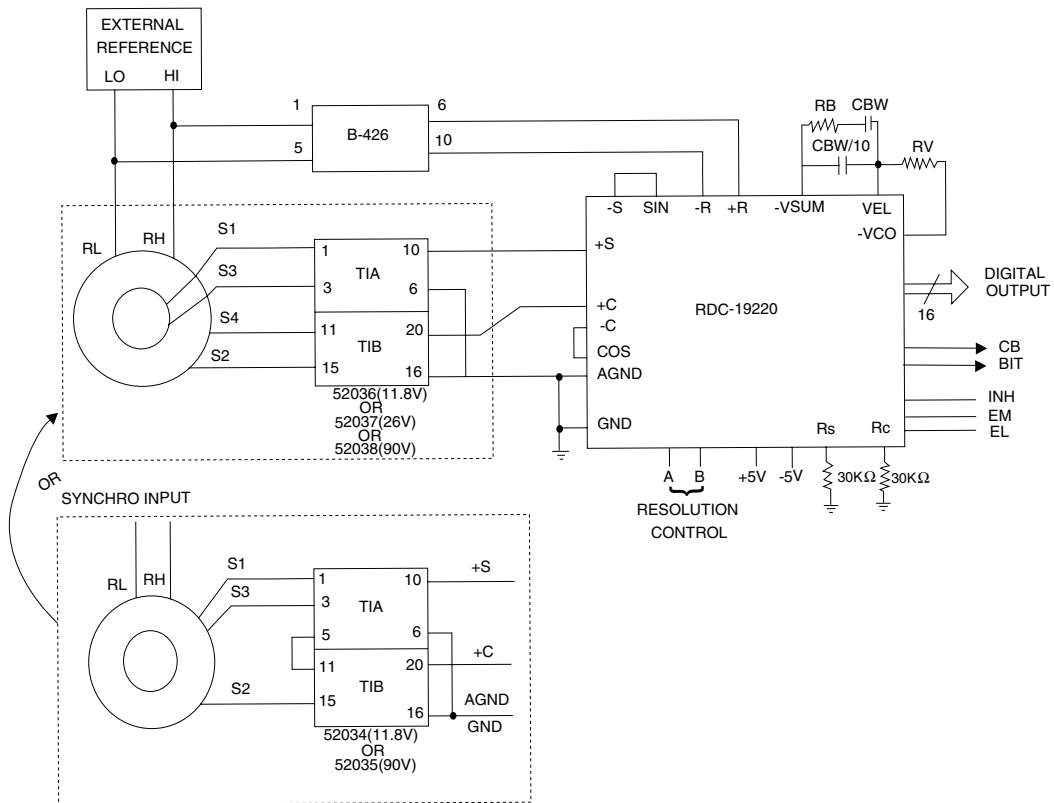 EXTERNAL
REFERENCE
LO HI
1
5
B-426
6
10
RB
CBW
CBW/10
RV
-S SIN -R +R -VSUM VEL
-VCO
+S
+C
-C
COS
AGND
GND
RDC-19220
DIGITAL
OUTPUT
16
CB
BIT
INH
EM
EL
Rs
Rc
30KΩ
30KΩ
A B +5V -5V
RESOLUTION
CONTROL
RL
RH
S1
S3
S4
S2
1
3
TIA
10
6
11
15
TIB
20
16
52036(11.8V)
OR
52037(26V)
OR
52038(90V)
OR
SYNCHRO INPUT
RL
RH
S1
S3
S2
1
3
5
TIA
10
6
11
15
TIB
20
16
+S
+C
AGND
GND
52034(11.8V)
OR
52035(90V)